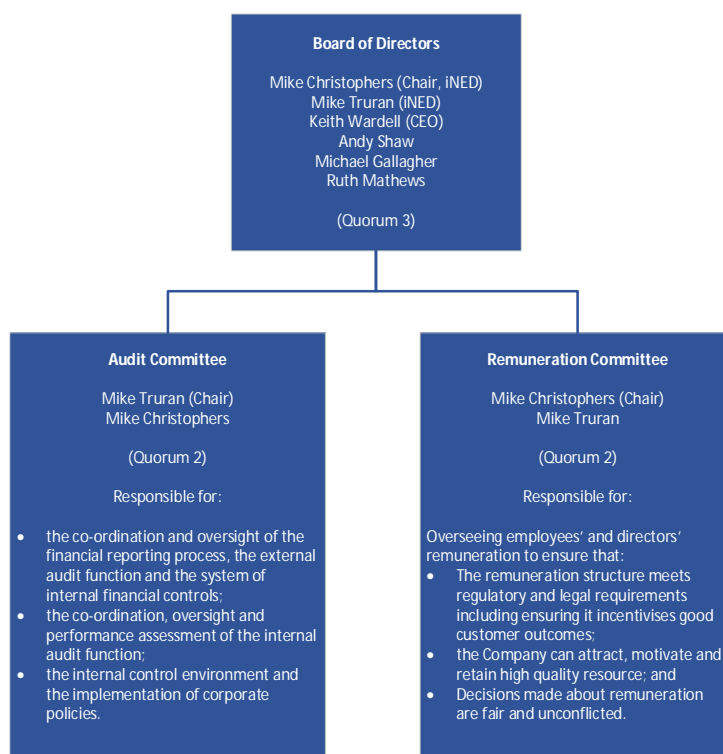 Board of Directors
Mike Christophers (Chair, iNED)
Mike Truran (iNED)
Keith Wardell (CEO)
Andy Shaw
Michael Gallagher
Ruth Mathews
(Quorum 3)
Audit Committee
Mike Truran (Chair)
Mike Christophers
(Quorum 2)
Responsible for:
• the co-ordination and oversight of the
financial reporting process, the external
audit function and the system of
internal financial controls;
• the co-ordination, oversight and
performance assessment of the internal
audit function;
• the internal control environment and
the implementation of corporate
policies.
Remuneration Committee
Mike Christophers (Chair)
Mike Truran
(Quorum 2)
Responsible for:
Overseeing employees’ and directors’
remuneration to ensure that:
• The remuneration structure meets
regulatory and legal requirements
including ensuring it incentivises good
customer outcomes;
• the Company can attract, motivate and
retain high quality resource; and
• Decisions made about remuneration
are fair and unconflicted.